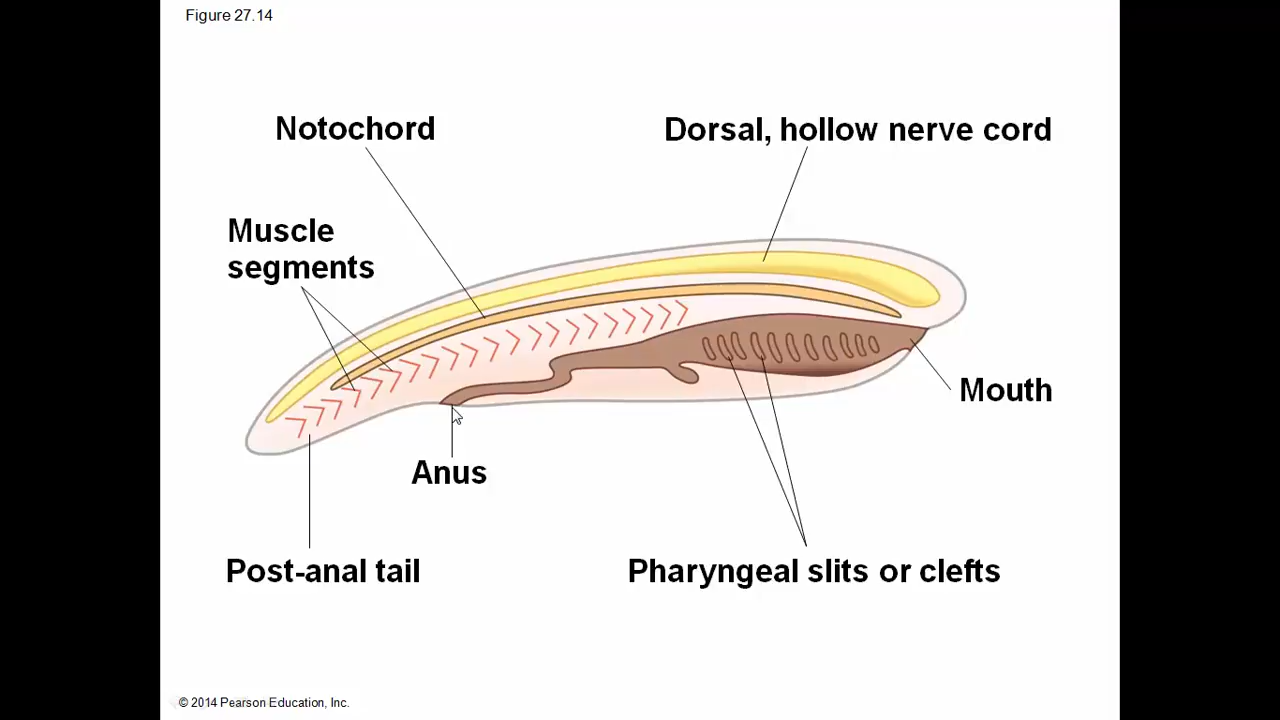 Figure 27.14
Notochord
Dorsal, hollow nerve cord
Muscle
segments
Mouth
Anus
Post-anal tail
Pharyngeal slits or clefts
© 2014 Pearson Education, Inc.